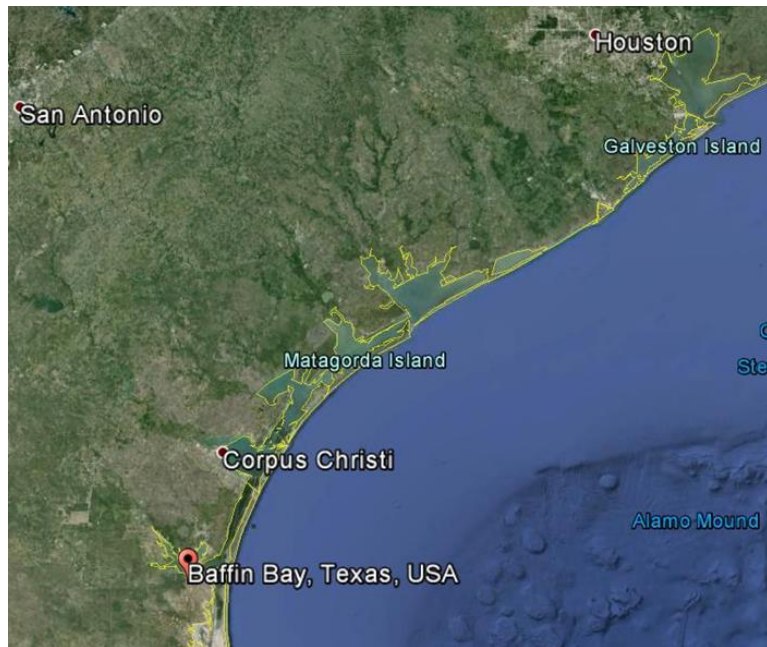 Houston
San Antonio
Galveston Island
Matagorda Island
Corpus Christi
Alamo Mound
Baffin Bay, Texas, USA